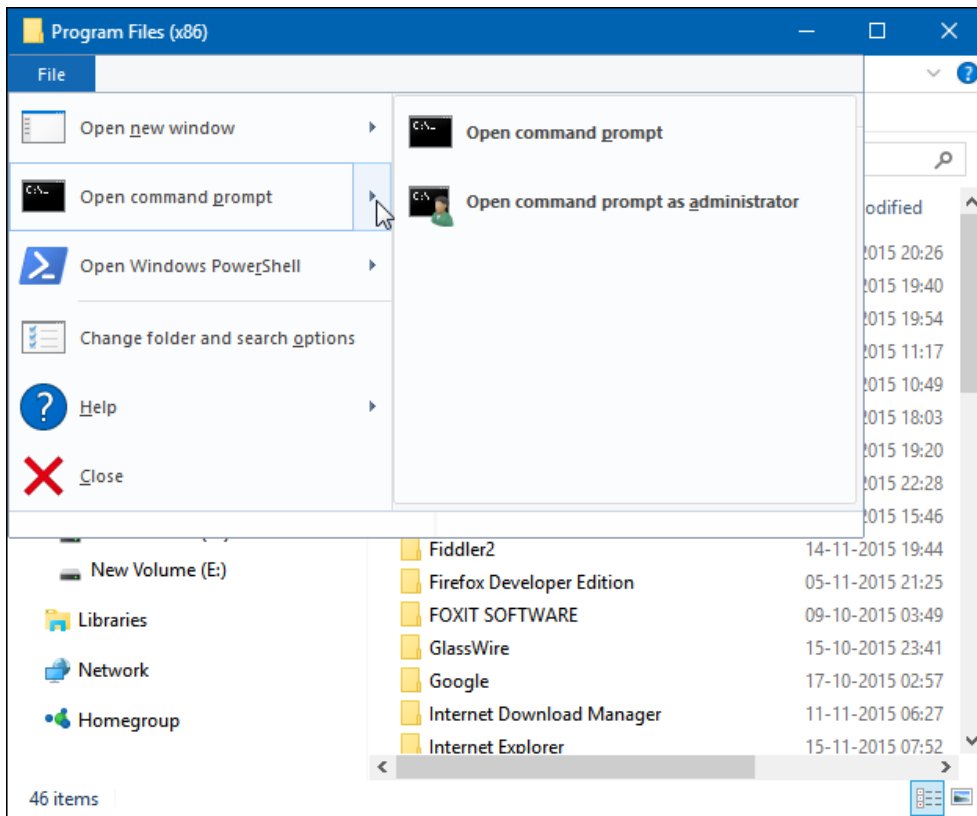 Program Files (x86)
File
Open new window
Open command prompt
Open command prompt
Open command prompt as administrator
Open Windows PowerShell
Change folder and search options
Help
Close
odified
2015 20:26
2015 19:40
2015 19:54
2015 11:17
2015 10:49
2015 18:03
2015 19:20
2015 22:28
2015 15:46
New Volume (E:)
Libraries
Network
Homegroup
Fiddler2 14-11-2015 19:44
Firefox Developer Edition 05-11-2015 21:25
FOXIT SOFTWARE 09-10-2015 03:49
GlassWire 15-10-2015 23:41
Google 17-10-2015 02:57
Internet Download Manager 11-11-2015 06:27
Internet Explorer 15-11-2015 07:52
46 items